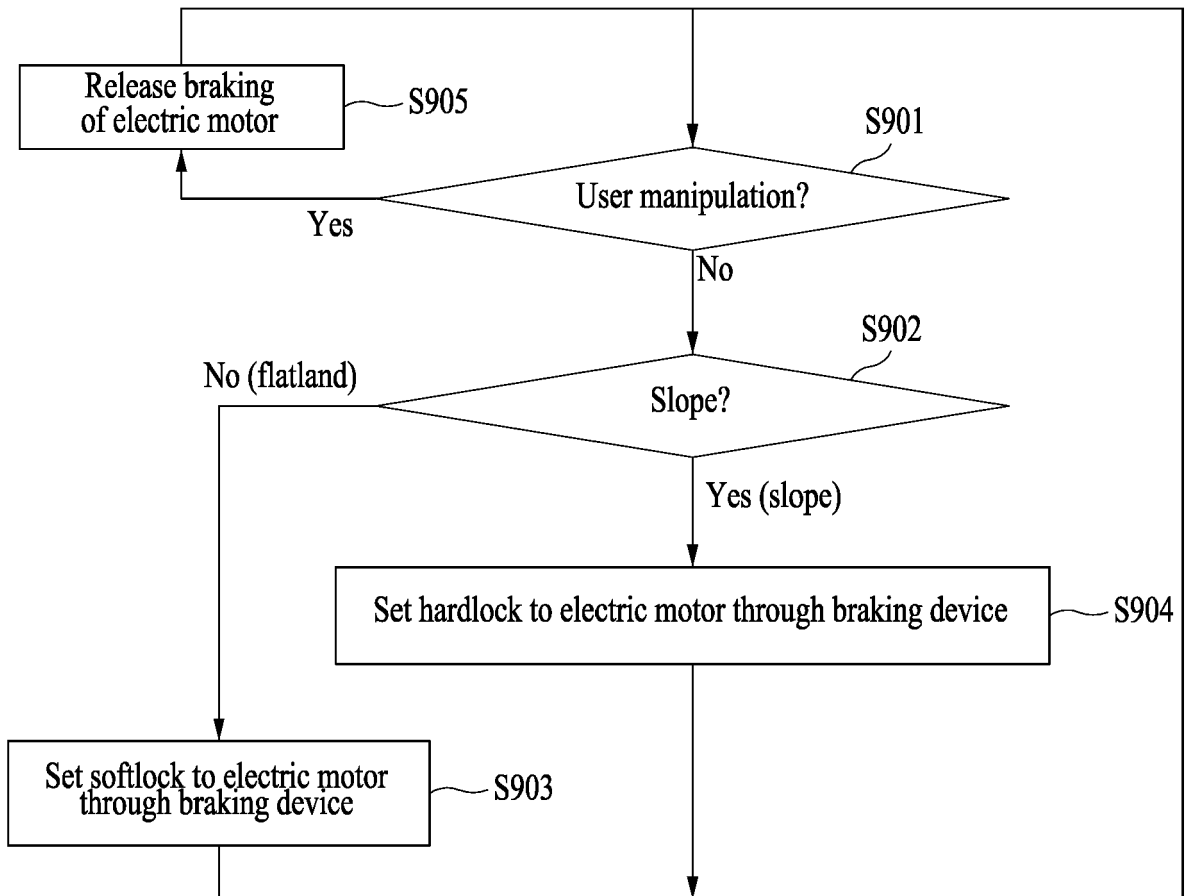 Release braking
of electric motor
S905
S901
User manipulation?
Yes
No
S902
No (flatland)
Slope?
Yes (slope)
Set hardlock to electric motor through braking device
S904
Set softlock to electric motor
through braking device
S903